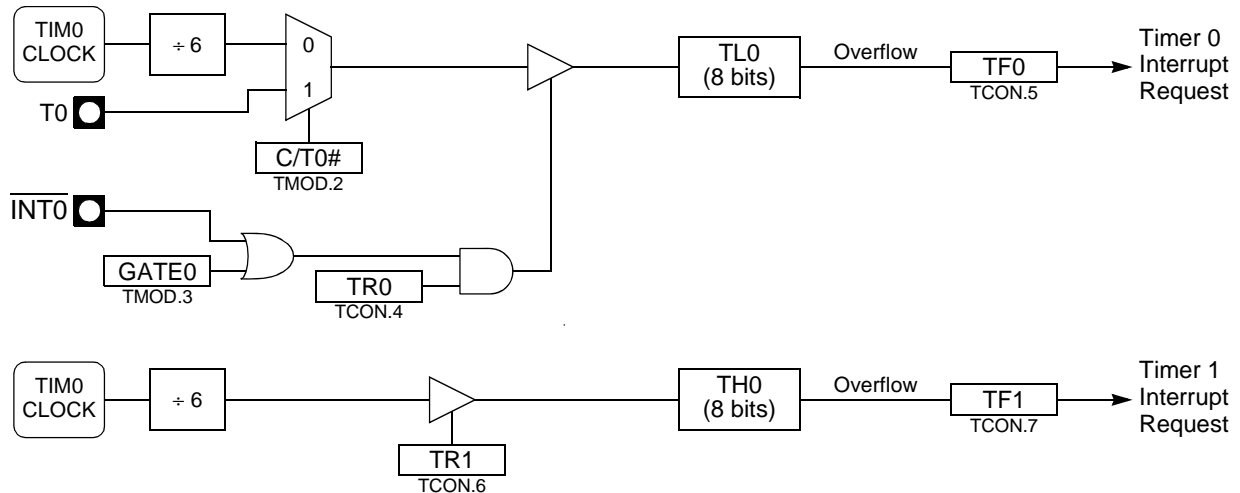 TIM0
CLOCK
÷ 6
0
1
T0
C/T0#
TMOD.2
TL0
(8 bits)
Overflow
TF0
TCON.5
Timer 0
Interrupt
Request
INT0
GATE0
TMOD.3
TR0
TCON.4
TIM0
CLOCK
÷ 6
TR1
TCON.6
TH0
(8 bits)
Overflow
TF1
TCON.7
Timer 1
Interrupt
Request